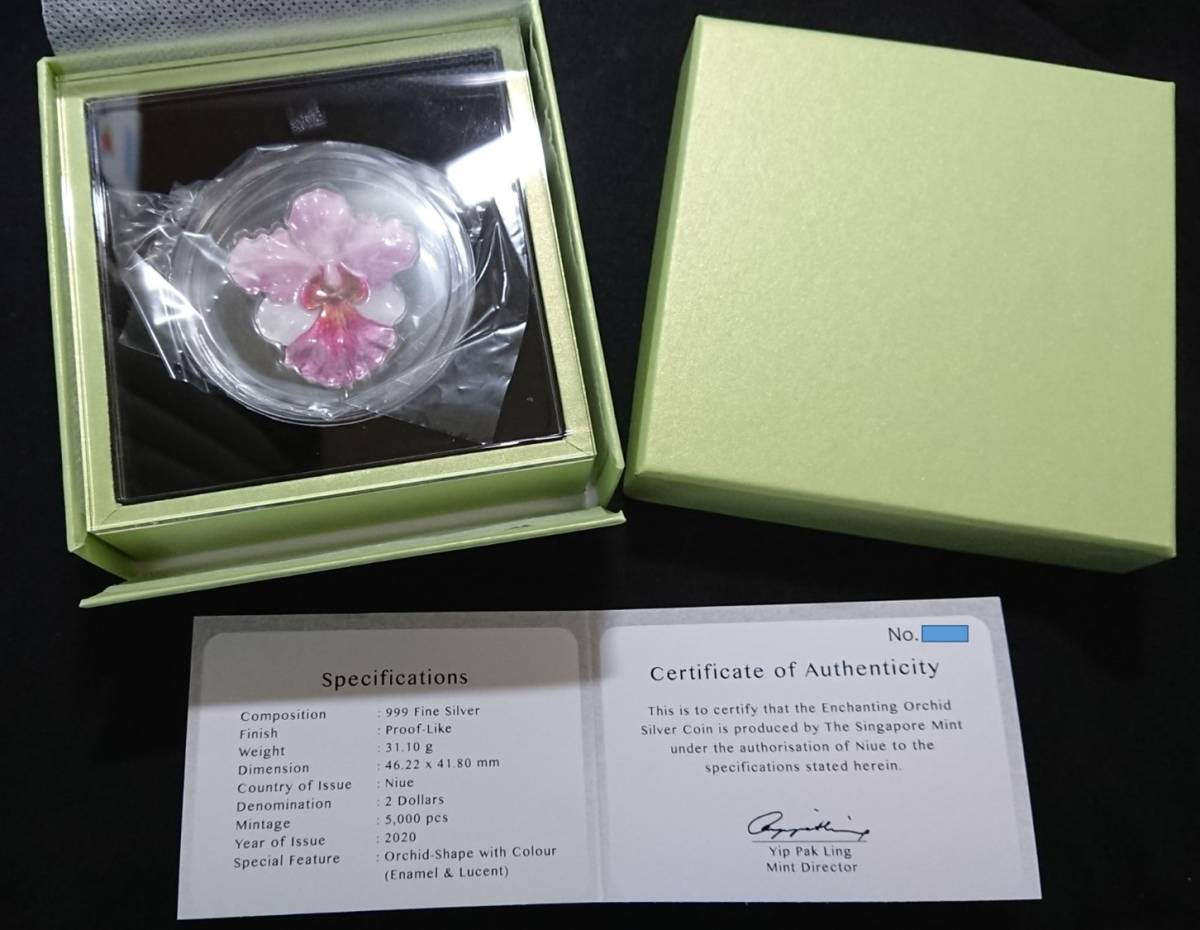 Specifications
Composition : 999 Fine Silver
Finish : Proof-Like
Weight : 31.10 g
Dimension : 46.22 x 41.80 mm
Country of Issue : Niue
Denomination : 2 Dollars
Mintage : 5,000 pcs
Year of Issue : 2020
Special Feature : Orchid-Shape with Colour
(Enamel & Lucent)
No.
Certificate of Authenticity
This is to certify that the Enchanting Orchid
Silver Coin is produced by The Singapore Mint
under the authorisation of Niue to the
specifications stated herein.
Yip Pak Ling
Mint Director